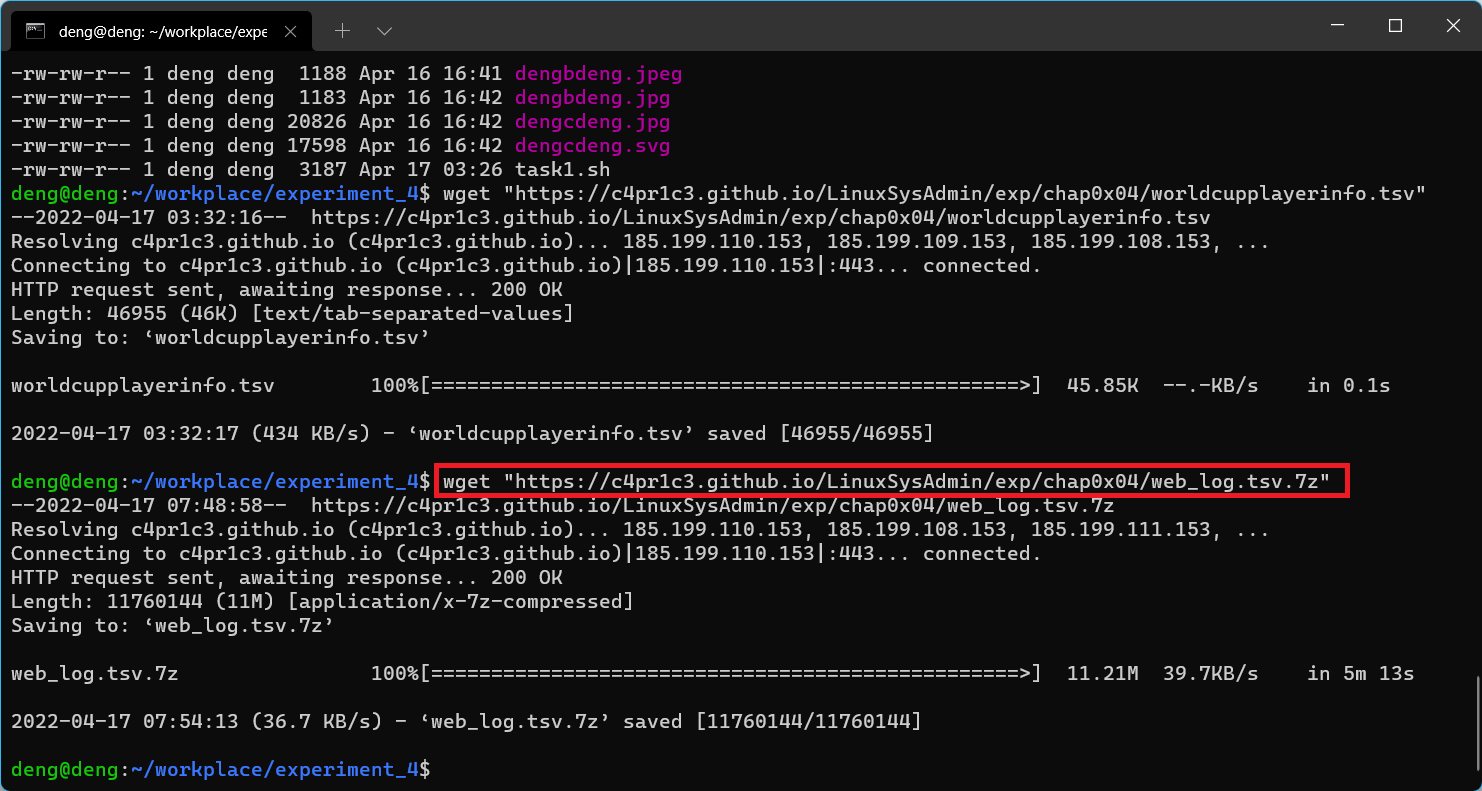 deng@deng: ~/workplace/expe
-rw-rw-r-- 1 deng deng  1188 Apr 16 16:41 dengbdeng.jpeg
-rw-rw-r-- 1 deng deng  1183 Apr 16 16:42 dengbdeng.jpg
-rw-rw-r-- 1 deng deng 20826 Apr 16 16:42 dengcdeng.jpg
-rw-rw-r-- 1 deng deng 17598 Apr 16 16:42 dengcdeng.svg
-rw-rw-r-- 1 deng deng  3187 Apr 17 03:26 task1.sh
deng@deng:~/workplace/experiment_4$ wget "https://c4pr1c3.github.io/LinuxSysAdmin/exp/chap0x04/worldcupplayerinfo.tsv"
--2022-04-17 03:32:16--  https://c4pr1c3.github.io/LinuxSysAdmin/exp/chap0x04/worldcupplayerinfo.tsv
Resolving c4pr1c3.github.io (c4pr1c3.github.io)... 185.199.110.153, 185.199.109.153, 185.199.108.153, ...
Connecting to c4pr1c3.github.io (c4pr1c3.github.io)|185.199.110.153|:443... connected.
HTTP request sent, awaiting response... 200 OK
Length: 46955 (46K) [text/tab-separated-values]
Saving to: ‘worldcupplayerinfo.tsv’
worldcupplayerinfo.tsv        100%[=================================================>]  45.85K  --.-KB/s    in 0.1s
2022-04-17 03:32:17 (434 KB/s) - ‘worldcupplayerinfo.tsv’ saved [46955/46955]
deng@deng:~/workplace/experiment_4$ wget "https://c4pr1c3.github.io/LinuxSysAdmin/exp/chap0x04/web_log.tsv.7z"
--2022-04-17 07:48:58--  https://c4pr1c3.github.io/LinuxSysAdmin/exp/chap0x04/web_log.tsv.7z
Resolving c4pr1c3.github.io (c4pr1c3.github.io)... 185.199.110.153, 185.199.108.153, 185.199.111.153, ...
Connecting to c4pr1c3.github.io (c4pr1c3.github.io)|185.199.110.153|:443... connected.
HTTP request sent, awaiting response... 200 OK
Length: 11760144 (11M) [application/x-7z-compressed]
Saving to: ‘web_log.tsv.7z’
web_log.tsv.7z                100%[=================================================>]  11.21M  39.7KB/s    in 5m 13s
2022-04-17 07:54:13 (36.7 KB/s) - ‘web_log.tsv.7z’ saved [11760144/11760144]
deng@deng:~/workplace/experiment_4$